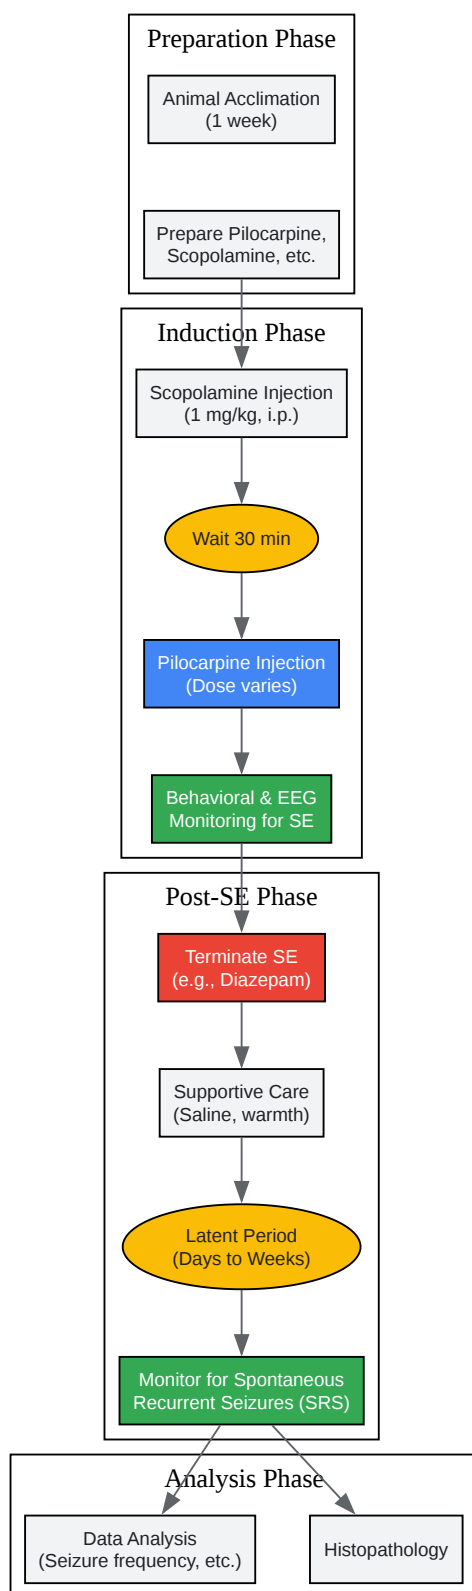 Preparation Phase
Animal Acclimation
(1 week)
Prepare Pilocarpine,
Scopolamine, etc.
Induction Phase
Scopolamine Injection
(1 mg/kg, i.p.)
Wait 30 min
Pilocarpine Injection
(Dose varies)
Behavioral & EEG
Monitoring for SE
Post-SE Phase
Terminate SE
(e.g., Diazepam)
Supportive Care
(Saline, warmth)
Latent Period
(Days to Weeks)
Monitor for Spontaneous
Recurrent Seizures (SRS)
Analysis Phase
Data Analysis
(Seizure frequency, etc.)
Histopathology